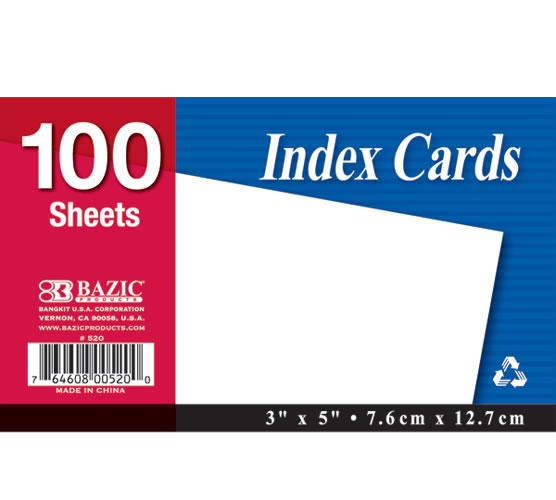 100
Sheets
Index Cards
BAZIC
PRODUCTS
BANGKIT U.S.A. CORPORATION
VERNON, CA 90058, U.S.A.
WWW.BAZICPRODUCTS.COM
# 520
7 64608 00520 0
MADE IN CHINA
3" x 5" • 7.6cm x 12.7cm